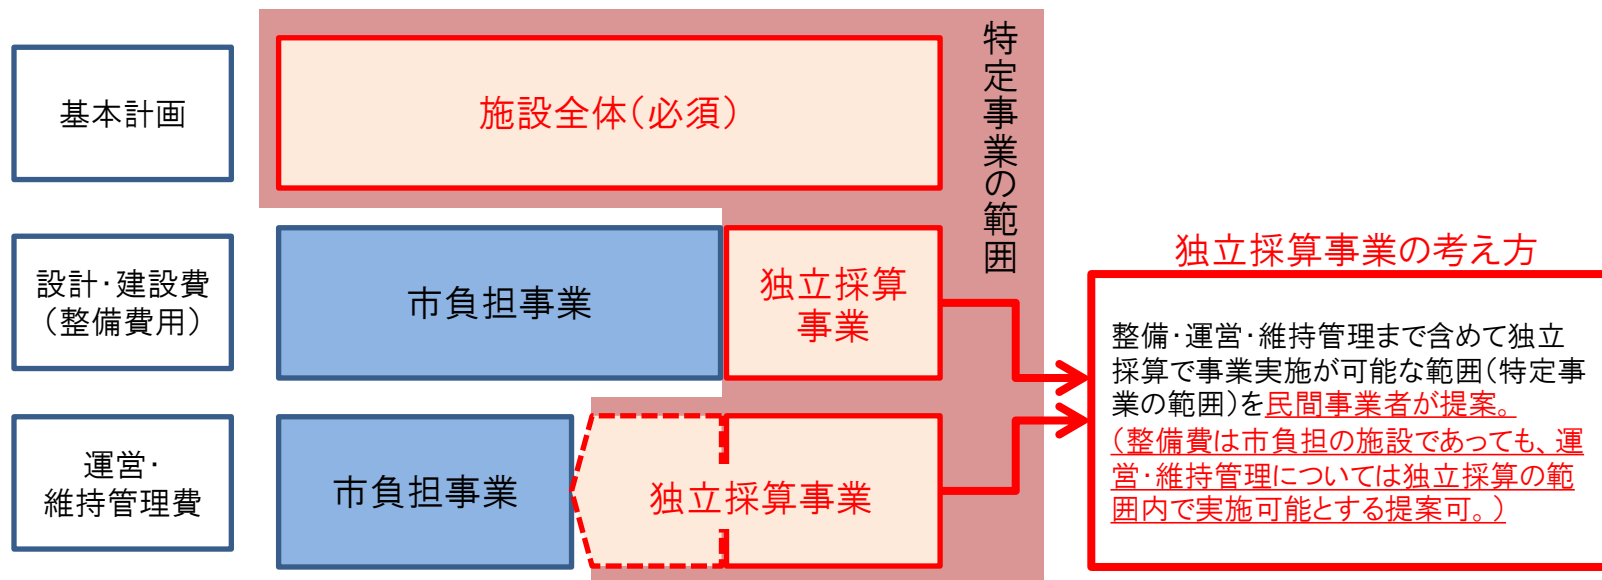 特定事業の範囲
基本計画
施設全体（必須）
設計・建設費
（整備費用）
市負担事業
独立採算
事業
運営・
維持管理費
市負担事業
独立採算事業
独立採算事業の考え方
整備・運営・維持管理まで含めて独立
採算で事業実施が可能な範囲（特定事
業の範囲）を民間事業者が提案。
（整備費は市負担の施設であっても、運
営・維持管理については独立採算の範
囲内で実施可能とする提案可。）